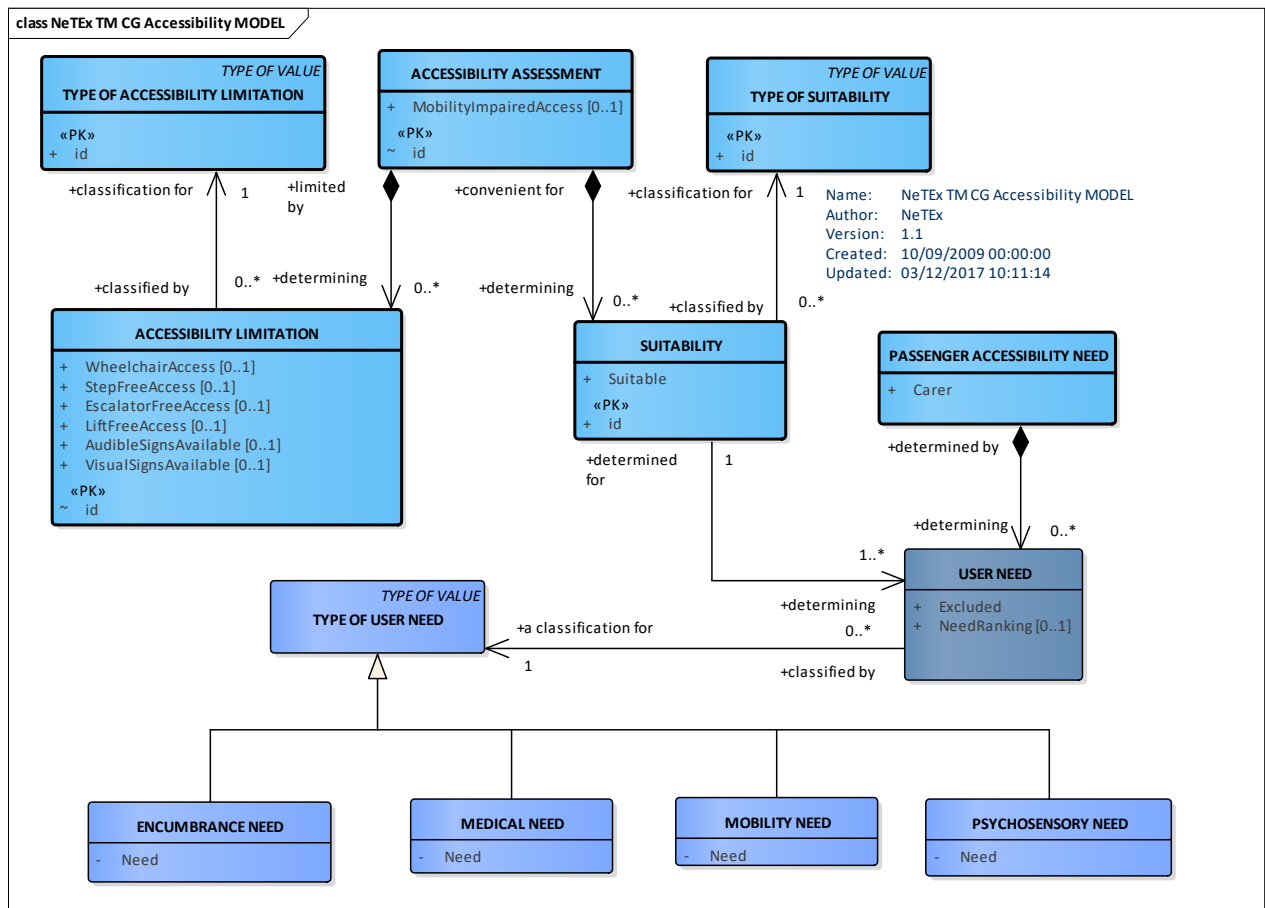 class NeTEx TM CG Accessibility MODEL
TYPE OF VALUE
TYPE OF ACCESSIBILITY LIMITATION
«PK»
+ id
ACCESSIBILITY ASSESSMENT
+ MobilityImpairedAccess [0..1]
«PK»
~ id
TYPE OF VALUE
TYPE OF SUITABILITY
«PK»
+ id
+classification for
1
+limited
by
+convenient for
+classification for
1
Name: NeTEx TM CG Accessibility MODEL
Author: NeTEx
Version: 1.1
Created: 10/09/2009 00:00:00
Updated: 03/12/2017 10:11:14
+classified by
0..*
+determining
0..*
+determining
0..*
+classified by
0..*
ACCESSIBILITY LIMITATION
+ WheelchairAccess [0..1]
+ StepFreeAccess [0..1]
+ EscalatorFreeAccess [0..1]
+ LiftFreeAccess [0..1]
+ AudibleSignsAvailable [0..1]
+ VisualSignsAvailable [0..1]
«PK»
~ id
SUITABILITY
+ Suitable
«PK»
+ id
PASSENGER ACCESSIBILITY NEED
+ Carer
+determined
for
1
+determined by
+determining
0..*
1..*
+determining
USER NEED
+ Excluded
+ NeedRanking [0..1]
TYPE OF VALUE
TYPE OF USER NEED
+a classification for
1
0..*
+classified by
ENCUMBRANCE NEED
- Need
MEDICAL NEED
- Need
MOBILITY NEED
- Need
PSYCHOSENSORY NEED
- Need